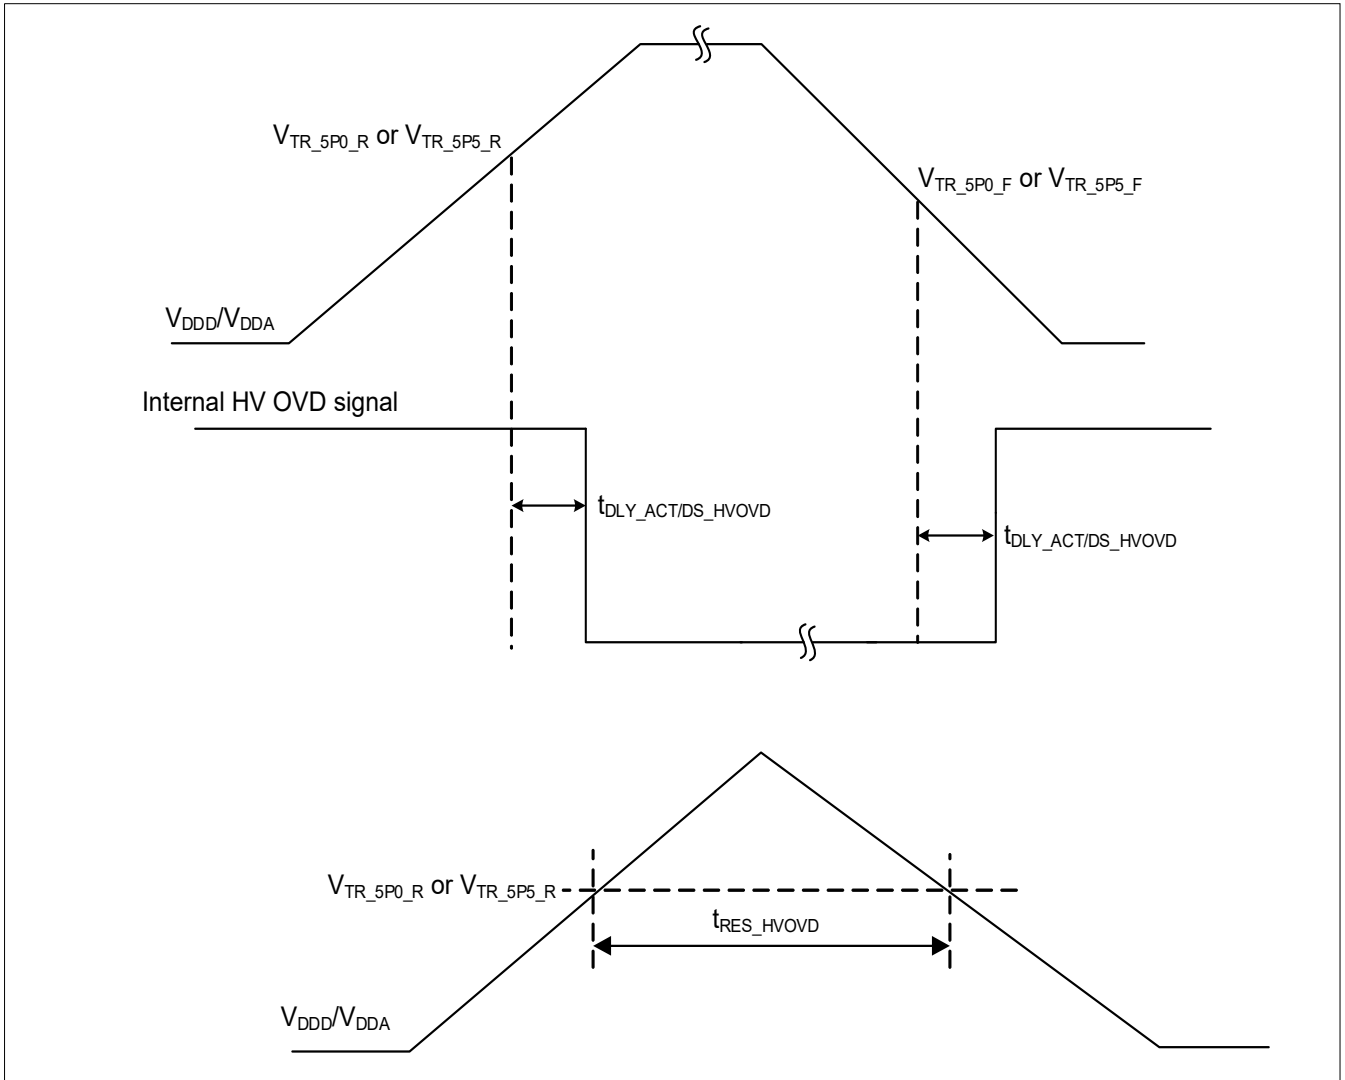 VTR_5P0_R or VTR_5P5_R
VTR_5P0_F or VTR_5P5_F
VDDD/VDDA
Internal HV OVD signal
tDLY_ACT/DS_HVOVD
tDLY_ACT/DS_HVOVD
VTR_5P0_R or VTR_5P5_R
tRES_HVOVD
VDDD/VDDA